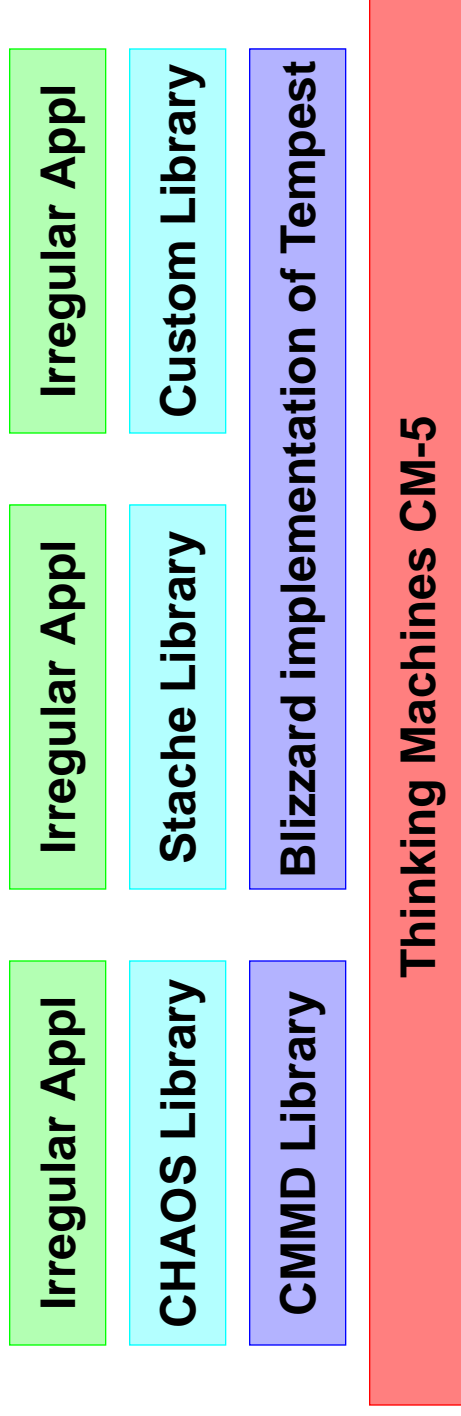 Irregular Appl
Irregular Appl
Irregular Appl
CHAOS Library
Stache Library
Custom Library
CMMD Library
Blizzard implementation of Tempest
Thinking Machines CM-5